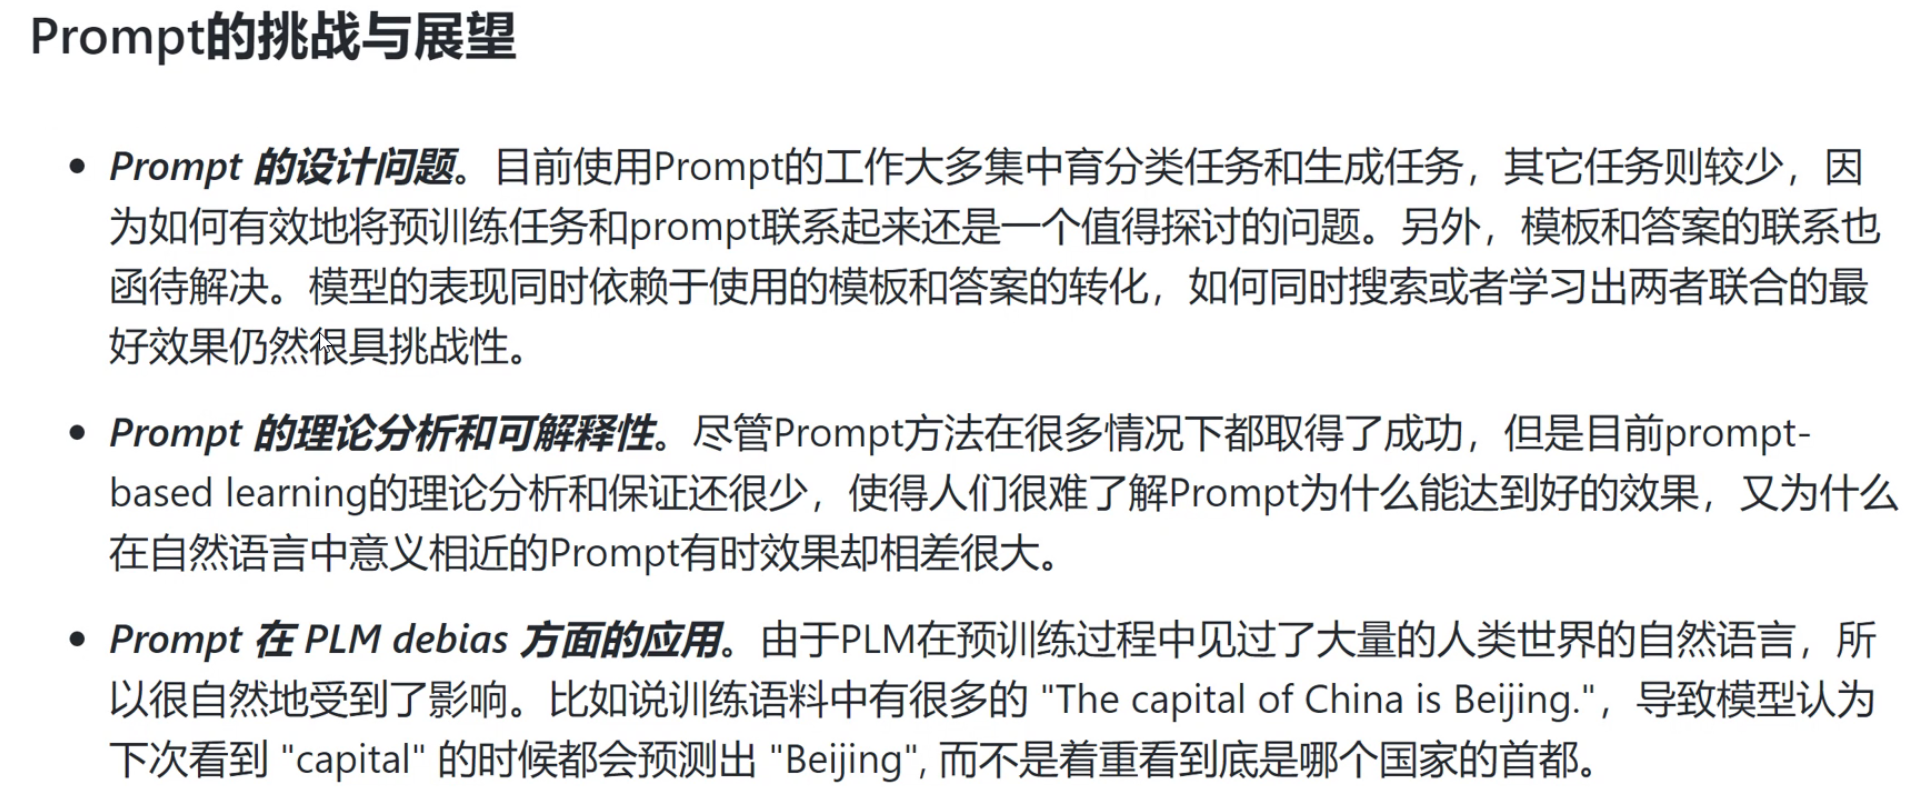 Prompt的挑战与展望
• Prompt 的设计问题。目前使用Prompt的工作大多集中育分类任务和生成任务，其它任务则较少，因
为如何有效地将预训练任务和prompt联系起来还是一个值得探讨的问题。另外，模板和答案的联系也
函待解决。模型的表现同时依赖于使用的模板和答案的转化，如何同时搜索或者学习出两者联合的最
好效果仍然很具挑战性。
• Prompt 的理论分析和可解释性。尽管Prompt方法在很多情况下都取得了成功，但是目前prompt-
based learning的理论分析和保证还很少，使得人们很难了解Prompt为什么能达到好的效果，又为什么
在自然语言中意义相近的Prompt有时效果却相差很大。
• Prompt 在 PLM debias 方面的应用。由于PLM在预训练过程中见过了大量的人类世界的自然语言，所
以很自然地受到了影响。比如说训练语料中有很多的 "The capital of China is Beijing."，导致模型认为
下次看到 "capital" 的时候都会预测出 "Beijing", 而不是着重看到底是哪个国家的首都。